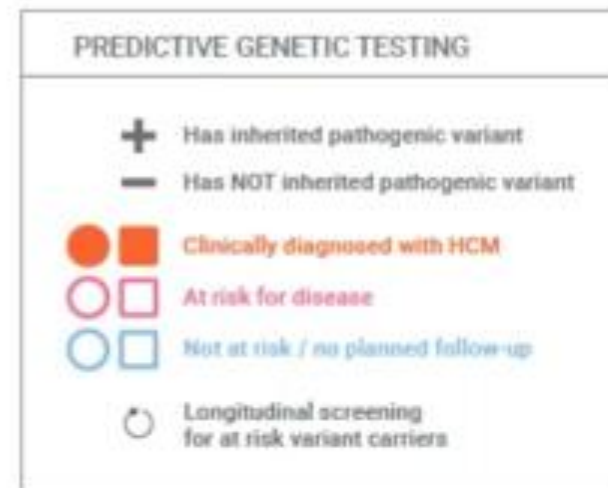 PREDICTIVE GENETIC TESTING
Has inherited pathogenic variant
Has NOT inherited pathogenic variant
Clinically diagnosed with HCM
At risk for disease
Not at risk / no planned follow-up
Longitudinal screening
for at risk variant carriers